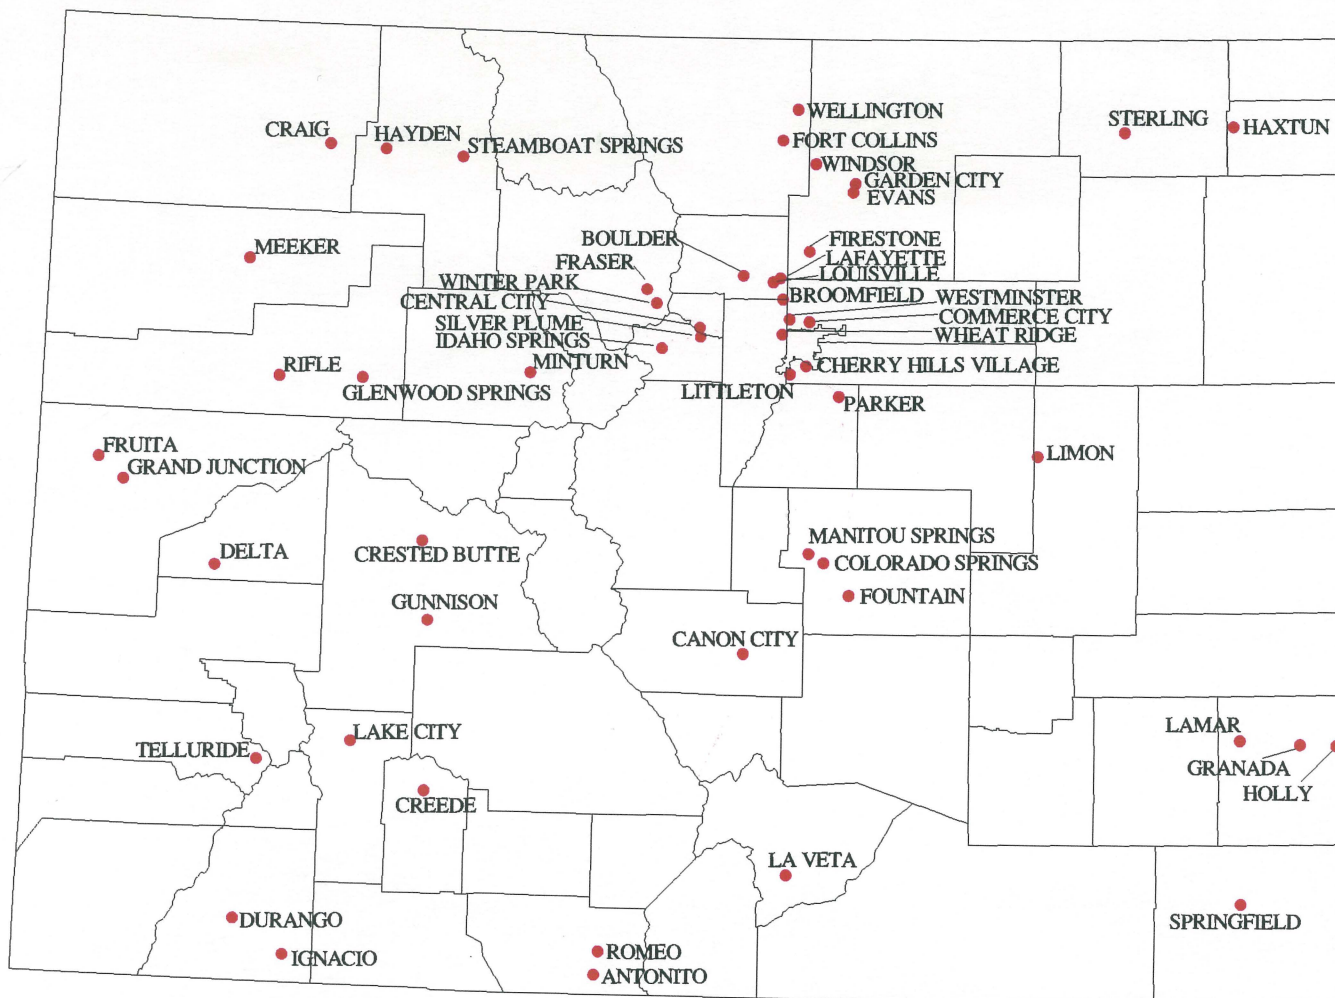 WELLINGTON
STERLING
HAXTUN
CRAIG
HAYDEN
FORT COLLINS
STEAMBOAT SPRINGS
WINDSOR
GARDEN CITY
EVANS
BOULDER
FIRESTONE
MEEKER
LAFAYETTE
FRASER
LOUISVILLE
WINTER PARK
BROOMFIELD
WESTMINSTER
CENTRAL CITY
COMMERCE CITY
SILVER PLUME
WHEAT RIDGE
IDAHO SPRINGS
MINTURN
RIFLE
CHERRY HILLS VILLAGE
GLENWOOD SPRINGS
LITTLETON
PARKER
FRUITA
LIMON
GRAND JUNCTION
MANITOU SPRINGS
DELTA
CRESTED BUTTE
COLORADO SPRINGS
GUNNISON
FOUNTAIN
CANON CITY
LAMAR
LAKE CITY
TELLURIDE
GRANADA
HOLLY
CREEDE
LA VETA
DURANGO
SPRINGFIELD
ROMEO
IGNACIO
ANTONITO